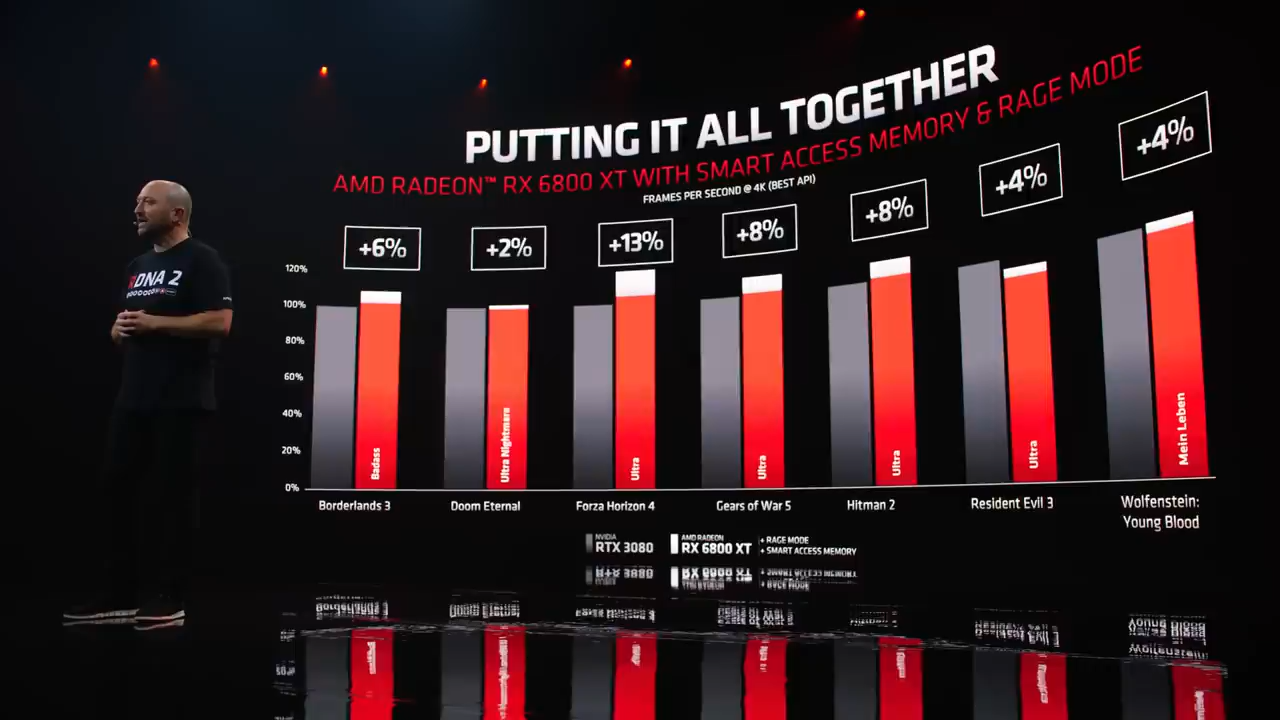 PUTTING IT ALL TOGETHER
AMD RADEON™ RX 6800 XT WITH SMART ACCESS MEMORY & RAGE MODE
FRAMES PER SECOND @ 4K (BEST API)
+6%
+2%
+13%
+8%
+8%
+4%
+4%
120%
100%
80%
60%
40%
20%
0%
Badass
Ultra Nightmare
Ultra
Ultra
Ultra
Ultra
Mein Leben
Borderlands 3
Doom Eternal
Forza Horizon 4
Gears of War 5
Hitman 2
Resident Evil 3
Wolfenstein:
Young Blood
NVIDIA
RTX 3080
AMD RADEON
RX 6800 XT
+ RAGE MODE
+ SMART ACCESS MEMORY
RDNA 2